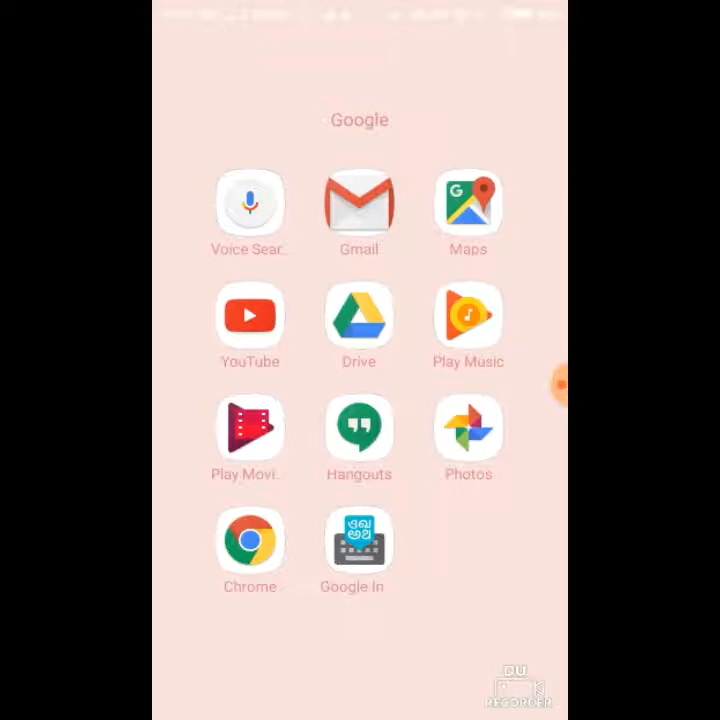 Google
Voice Sear..
Gmail
G
Maps
YouTube
Drive
Play Music
Play Movi..
Hangouts
Photos
Chrome
Google In
DU
RECORDER